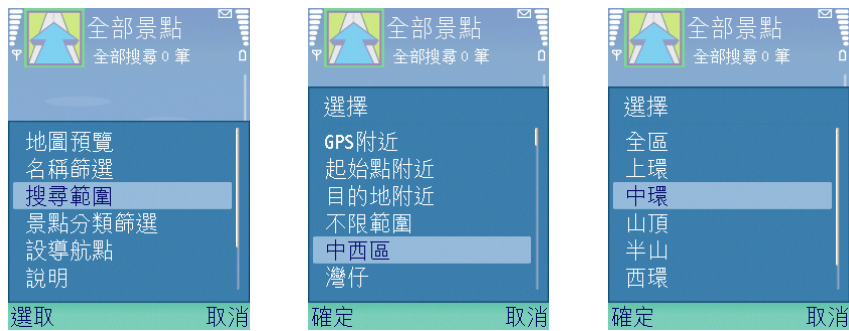 全部景點
全部搜尋0筆
地圖預覽
名稱篩選
搜尋範圍
景點分類篩選
設導航點
說明
選取 取消
全部景點
全部搜尋0筆
選擇
GPS附近
起始點附近
目的地附近
不限範圍
中西區
灣仔
確定 取消
全部景點
全部搜尋0筆
選擇
全區
上環
中環
山頂
半山
西環
確定 取消